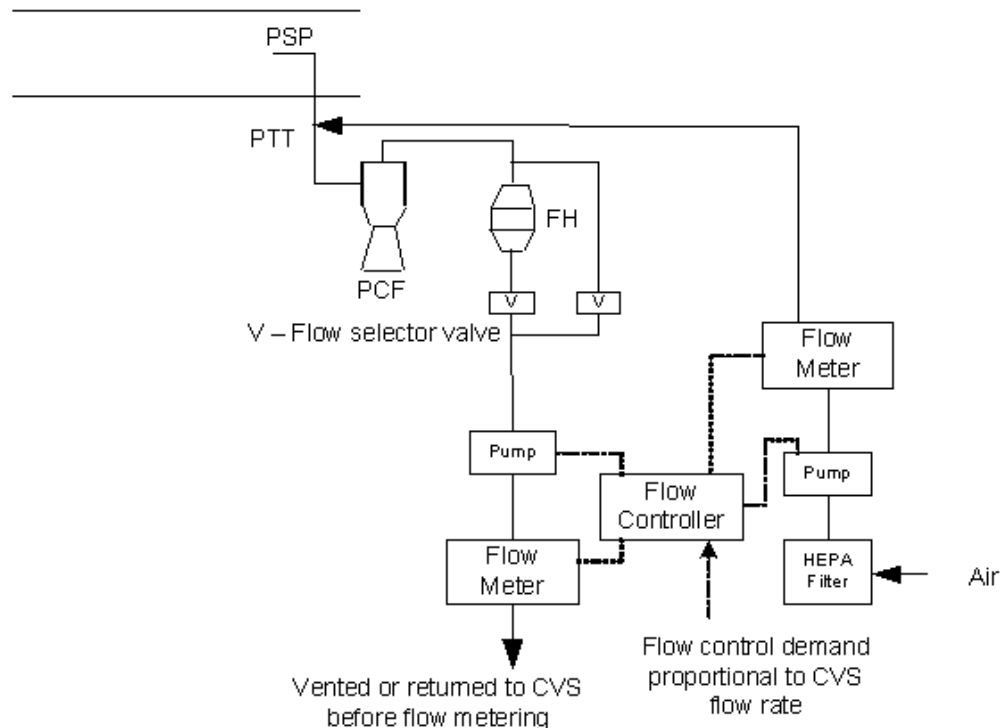 PSP
PTT
FH
PCF
V
V
V – Flow selector valve
Flow
Meter
Pump
Flow
Controller
Pump
Flow
Meter
HEPA
Filter
Air
Flow control demand
proportional to CVS
flow rate
Vented or returned to CVS
before flow metering